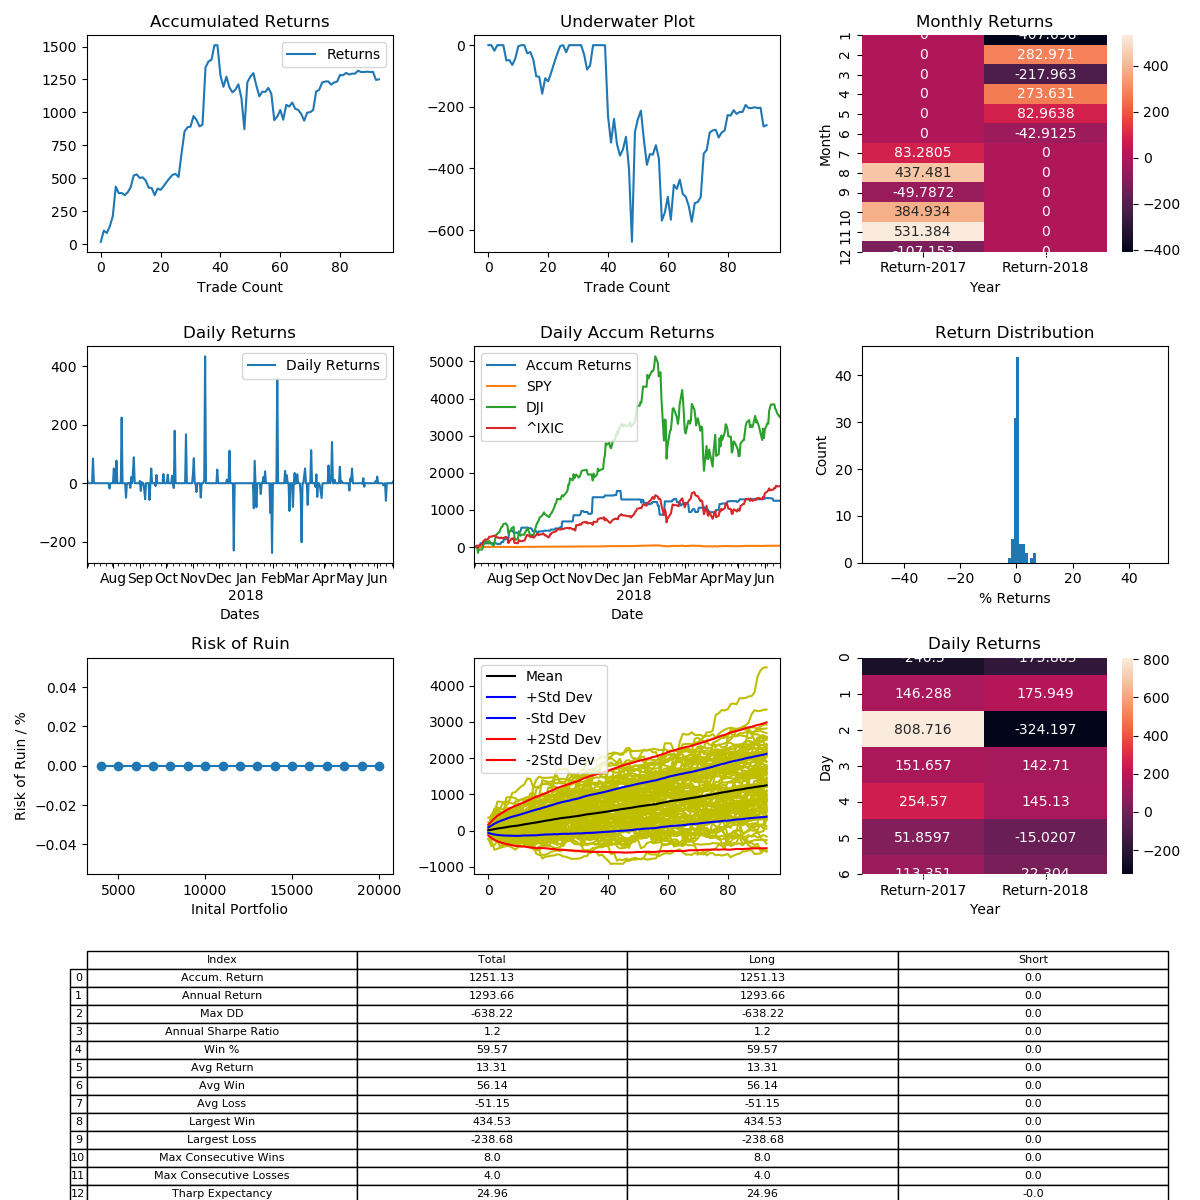 Accumulated Returns
1500
1250
1000
750
500
250
0
Returns
0 20 40 60 80
Trade Count
Underwater Plot
0
−200
−400
−600
0 20 40 60 80
Trade Count
Monthly Returns
Month
1 0 -407.098
2 0 282.971
3 0 -217.963
4 0 273.631
5 0 82.9638
6 0 -42.9125
7 83.2805 0
8 437.481 0
9 -49.7872 0
10 384.934 0
11 531.384 0
12 -107.153 0
Return-2017 Return-2018
Year
400
200
0
−200
−400
Daily Returns
400
200
0
−200
Daily Returns
Aug Sep Oct Nov Dec Jan Feb Mar Apr May Jun
2018
Dates
Daily Accum Returns
5000
4000
3000
2000
1000
0
Accum Returns
SPY
DJI
^IXIC
Aug Sep Oct Nov Dec Jan Feb Mar Apr May Jun
2018
Date
Return Distribution
Count
40
30
20
10
0
−40 −20 0 20 40
% Returns
Risk of Ruin
Risk of Ruin / %
0.04
0.02
0.00
−0.02
−0.04
5000 10000 15000 20000
Inital Portfolio
4000
3000
2000
1000
0
−1000
Mean
+Std Dev
-Std Dev
+2Std Dev
-2Std Dev
0 20 40 60 80
Daily Returns
Day
0
1 146.288 175.949
2 808.716 -324.197
3 151.657 142.71
4 254.57 145.13
5 51.8597 -15.0207
6 113.351 22.304
Return-2017 Return-2018
Year
800
600
400
200
0
−200
Index Total Long Short
0 Accum. Return 1251.13 1251.13 0.0
1 Annual Return 1293.66 1293.66 0.0
2 Max DD -638.22 -638.22 0.0
3 Annual Sharpe Ratio 1.2 1.2 0.0
4 Win % 59.57 59.57 0.0
5 Avg Return 13.31 13.31 0.0
6 Avg Win 56.14 56.14 0.0
7 Avg Loss -51.15 -51.15 0.0
8 Largest Win 434.53 434.53 0.0
9 Largest Loss -238.68 -238.68 0.0
10 Max Consecutive Wins 8.0 8.0 0.0
11 Max Consecutive Losses 4.0 4.0 0.0
12 Tharp Expectancy 24.96 24.96 -0.0